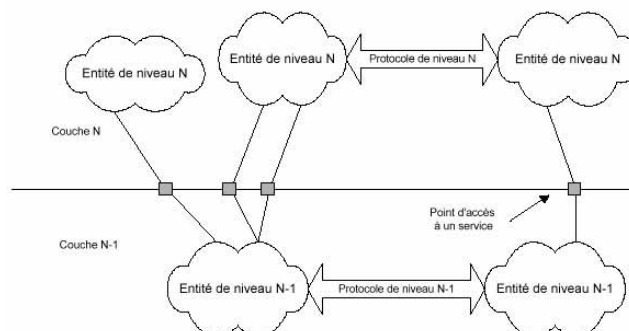 Entité de niveau N
Entité de niveau N
Protocole de niveau N
Entité de niveau N
Couche N
Point d'accès
à un service
Couche N-1
Entité de niveau N-1
Protocole de niveau N-1
Entité de niveau N-1